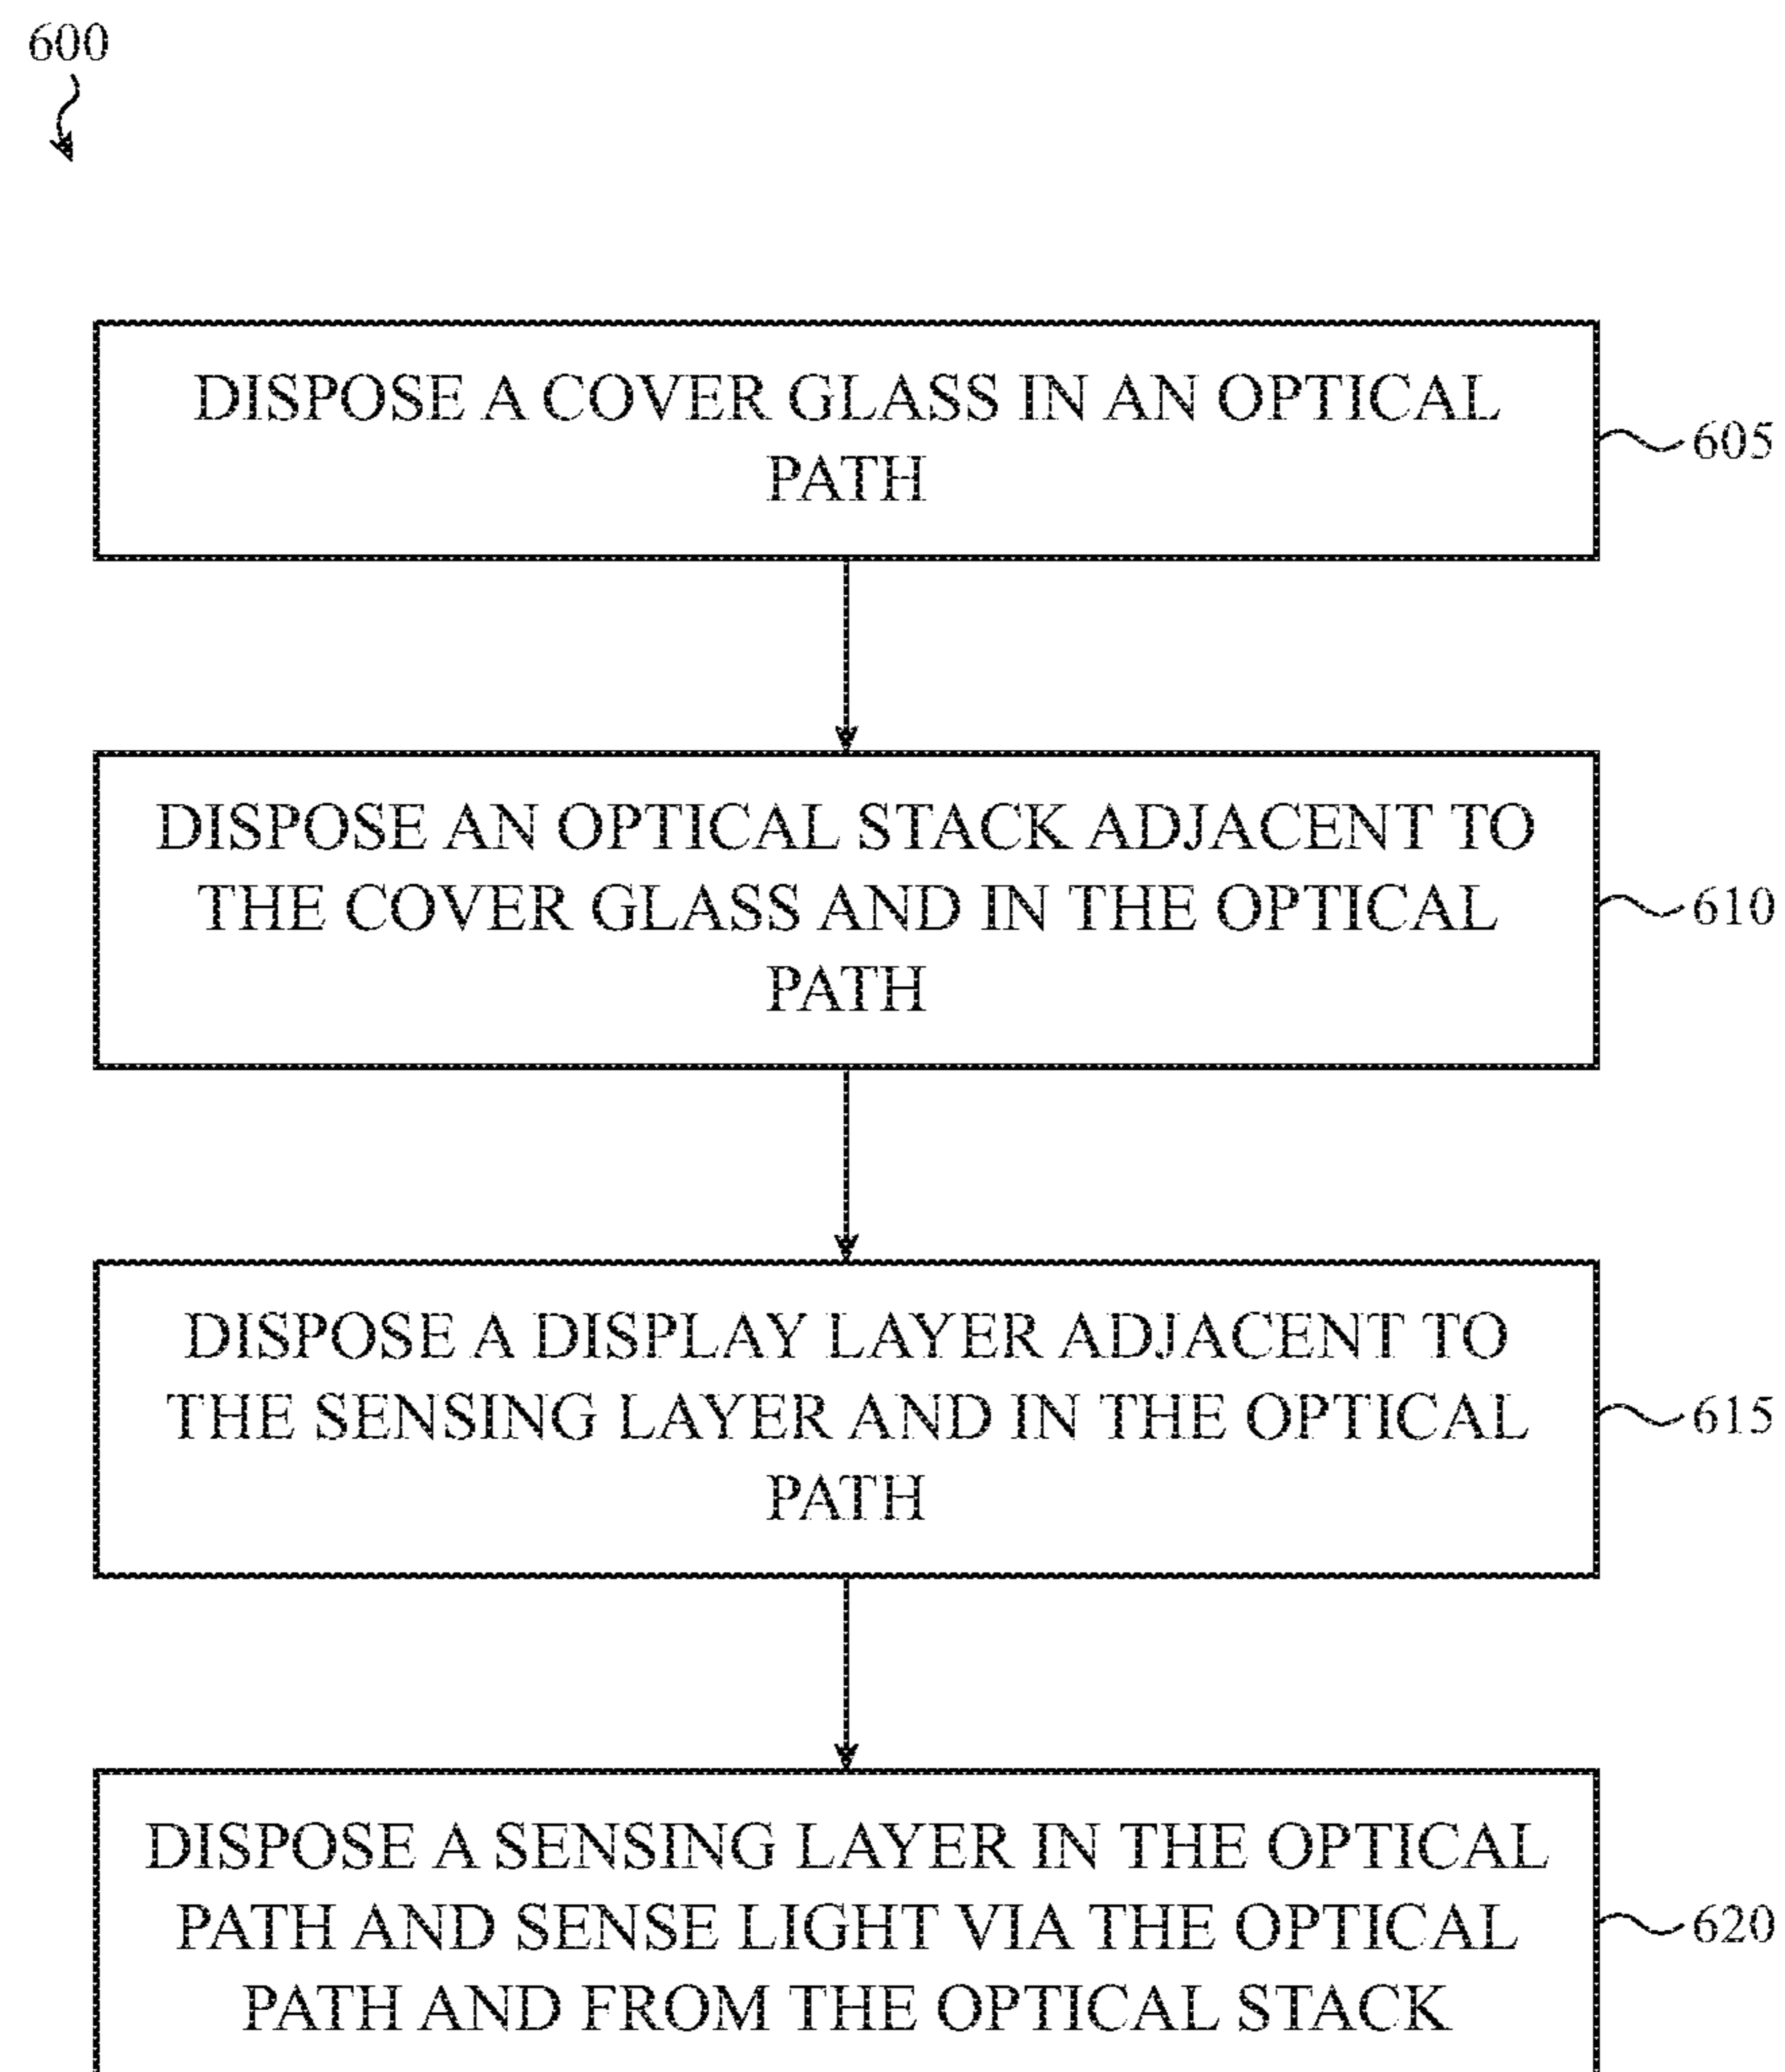 600
DISPOSE A COVER GLASS IN AN OPTICAL
PATH
605
DISPOSE AN OPTICAL STACK ADJACENT TO
THE COVER GLASS AND IN THE OPTICAL
PATH
610
DISPOSE A DISPLAY LAYER ADJACENT TO
THE SENSING LAYER AND IN THE OPTICAL
PATH
615
DISPOSE A SENSING LAYER IN THE OPTICAL
PATH AND SENSE LIGHT VIA THE OPTICAL
PATH AND FROM THE OPTICAL STACK
620